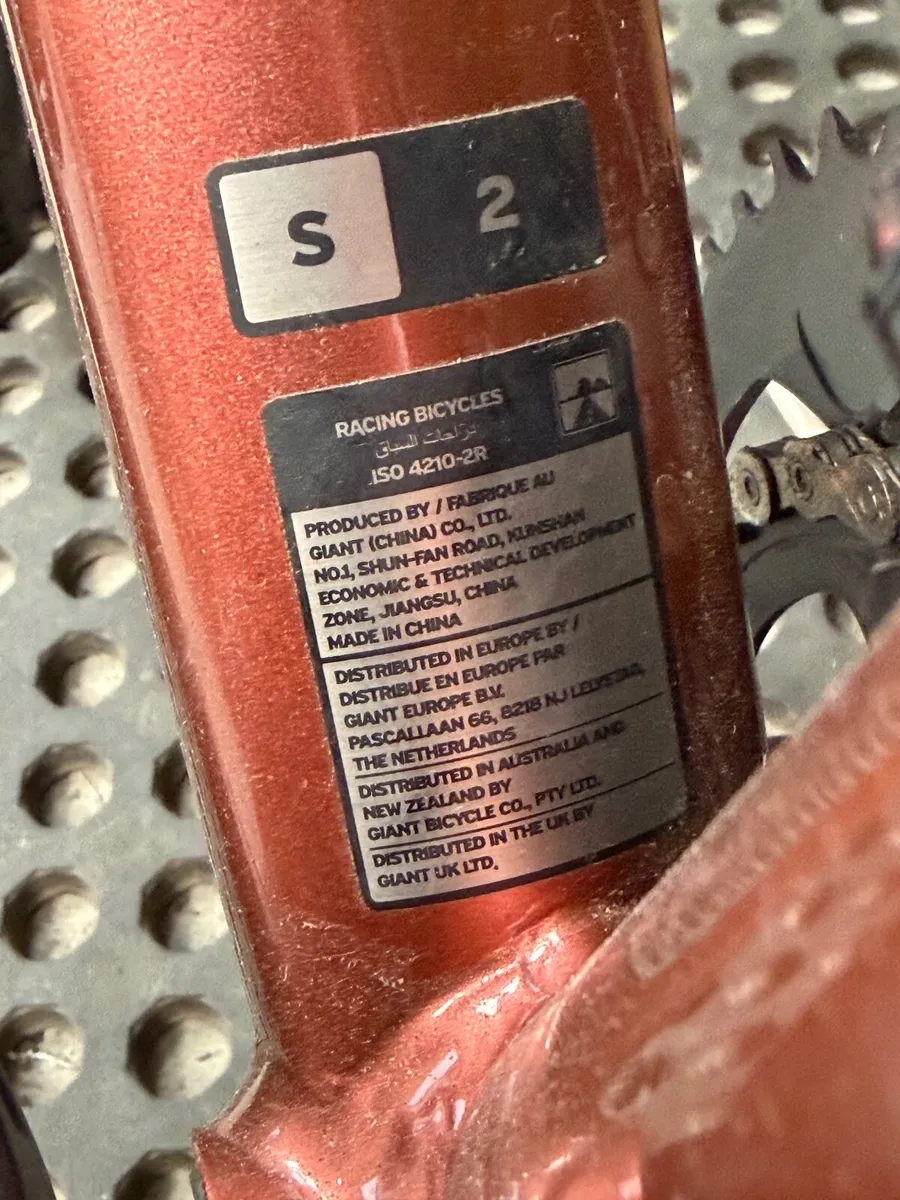 S 2
RACING BICYCLES
دراجات السباق
ISO 4210-2R
PRODUCED BY / FABRIQUE AU
GIANT (CHINA) CO., LTD.
NO.1, SHUN-FAN ROAD, KUNSHAN
ECONOMIC & TECHNICAL DEVELOPMENT
ZONE, JIANGSU, CHINA
MADE IN CHINA
DISTRIBUTED IN EUROPE BY /
DISTRIBUE EN EUROPE PAR
GIANT EUROPE B.V.
PASCALLAAN 66, 8218 NJ LELYSTAD,
THE NETHERLANDS
DISTRIBUTED IN AUSTRALIA AND
NEW ZEALAND BY
GIANT BICYCLE CO., PTY LTD.
DISTRIBUTED IN THE UK BY
GIANT UK LTD.